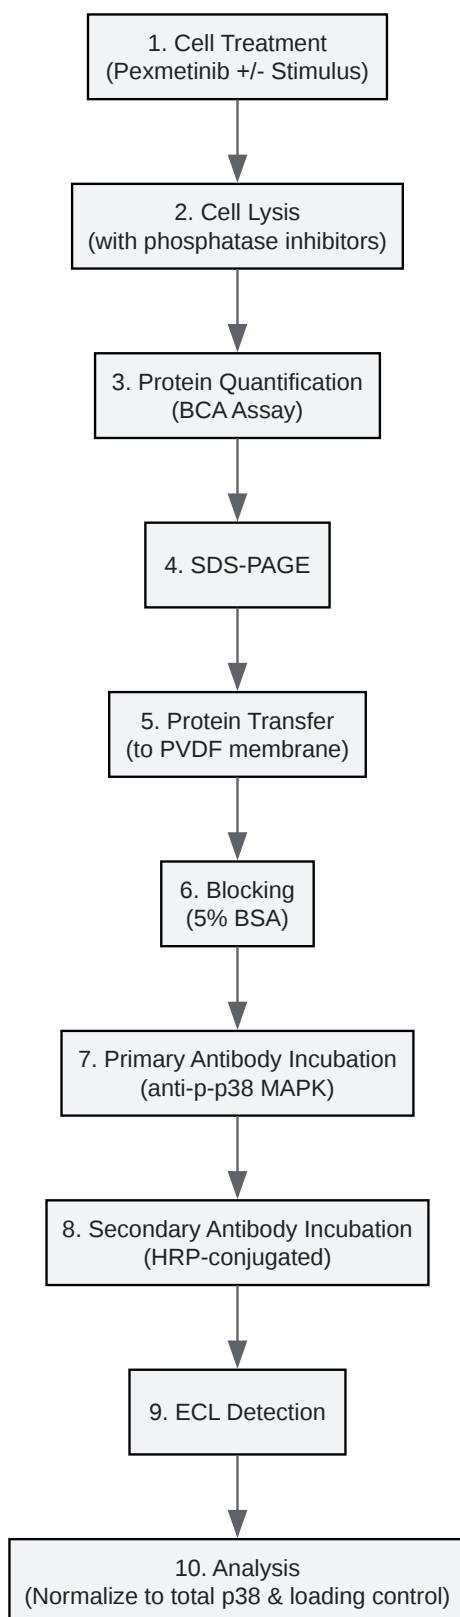 1. Cell Treatment
(Pexmetinib +/- Stimulus)
2. Cell Lysis
(with phosphatase inhibitors)
3. Protein Quantification
(BCA Assay)
4. SDS-PAGE
5. Protein Transfer
(to PVDF membrane)
6. Blocking
(5% BSA)
7. Primary Antibody Incubation
(anti-p-p38 MAPK)
8. Secondary Antibody Incubation
(HRP-conjugated)
9. ECL Detection
10. Analysis
(Normalize to total p38 & loading control)